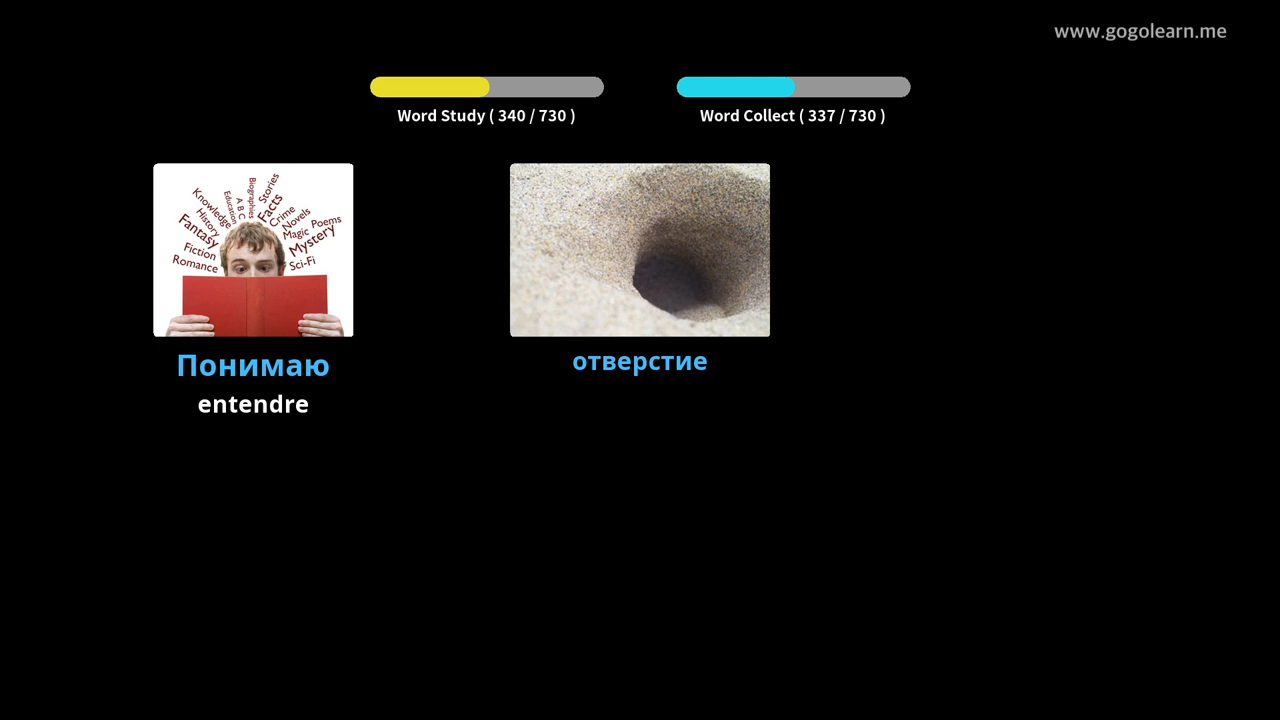 www.gogolearn.me
Word Study ( 340 / 730 )
Word Collect ( 337 / 730 )
Knowledge
History
Fantasy
Fiction
Romance
Education
A B C
Biographies
Stories
Facts
Crime
Novels
Magic
Poems
Mystery
Sci-Fi
Понимаю
entendre
отверстие